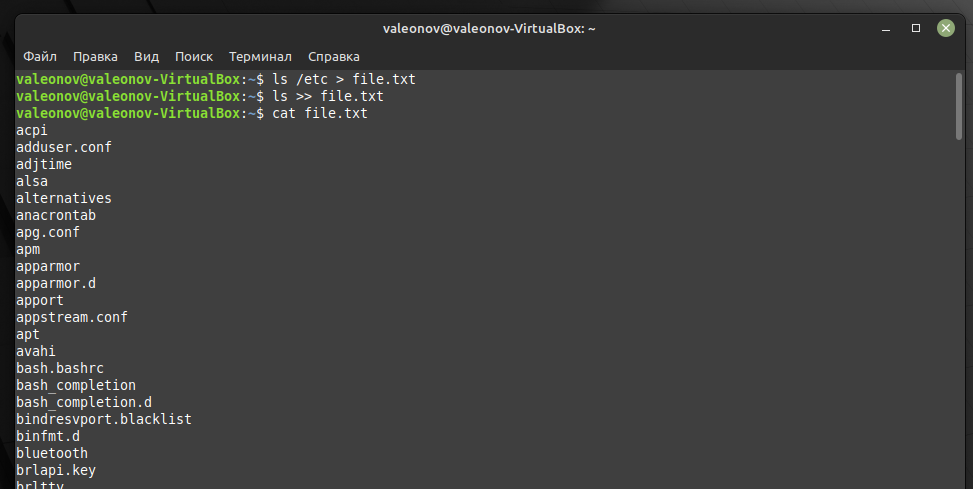 valeonov@valeonov-VirtualBox: ~
Файл Правка Вид Поиск Терминал Справка
valeonov@valeonov-VirtualBox:~$ ls /etc > file.txt
valeonov@valeonov-VirtualBox:~$ ls >> file.txt
valeonov@valeonov-VirtualBox:~$ cat file.txt
acpi
adduser.conf
adjtime
alsa
alternatives
anacrontab
apg.conf
apm
apparmor
apparmor.d
apport
appstream.conf
apt
avahi
bash.bashrc
bash_completion
bash_completion.d
bindresvport.blacklist
binfmt.d
bluetooth
brlapi.key
brltty